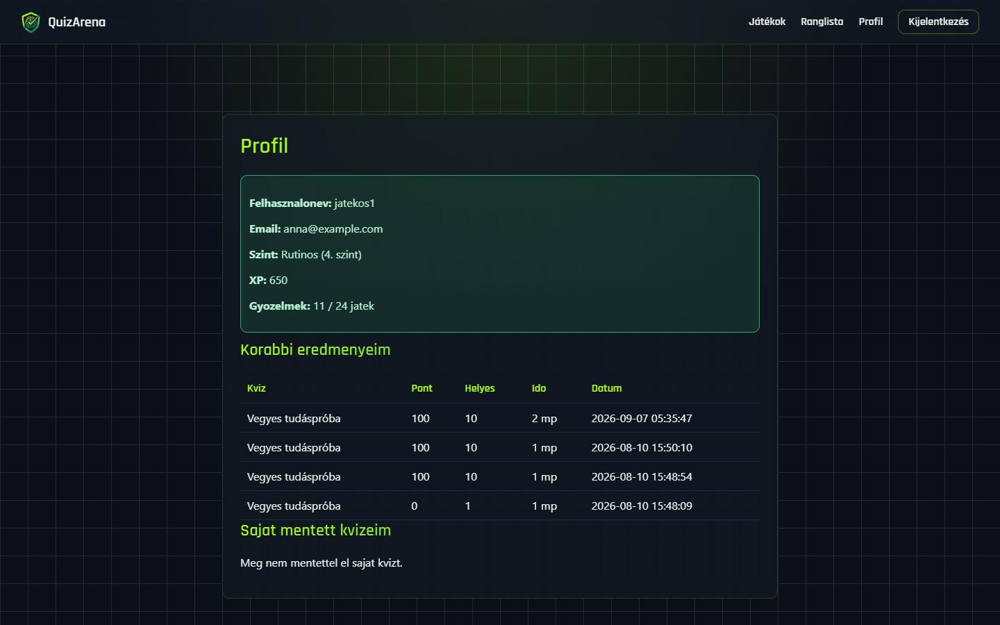 QuizArena
Játékok Ranglista Profil Kijelentkezés
Profil
Felhasznalonev: jatekos1
Email: anna@example.com
Szint: Rutinos (4. szint)
XP: 650
Gyozelmek: 11 / 24 jatek
Korabbi eredmenyeim
Kviz Pont Helyes Ido Datum
Vegyes tudáspróba 100 10 2 mp 2026-09-07 05:35:47
Vegyes tudáspróba 100 10 1 mp 2026-08-10 15:50:10
Vegyes tudáspróba 100 10 1 mp 2026-08-10 15:48:54
Vegyes tudáspróba 0 1 1 mp 2026-08-10 15:48:09
Sajat mentett kvizeim
Meg nem mentettel el sajat kvizt.